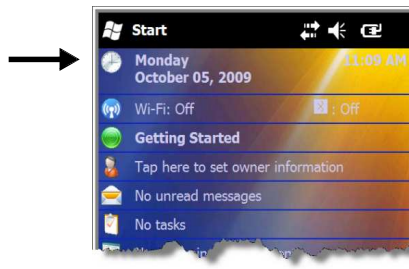 Start
Monday 11:09 AM
October 05, 2009
Wi-Fi: Off : Off
Getting Started
Tap here to set owner information
No unread messages
No tasks